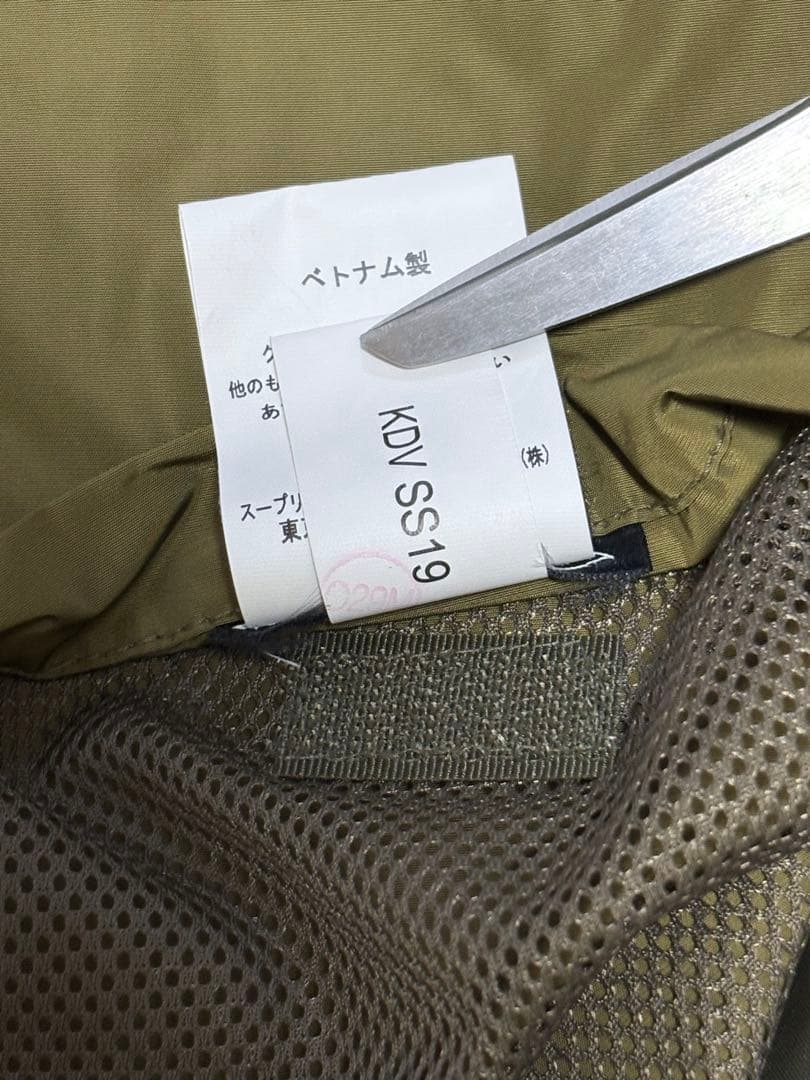 ベトナム製
他のも
い
あ
(株)
スープリ
東
KDV SS19